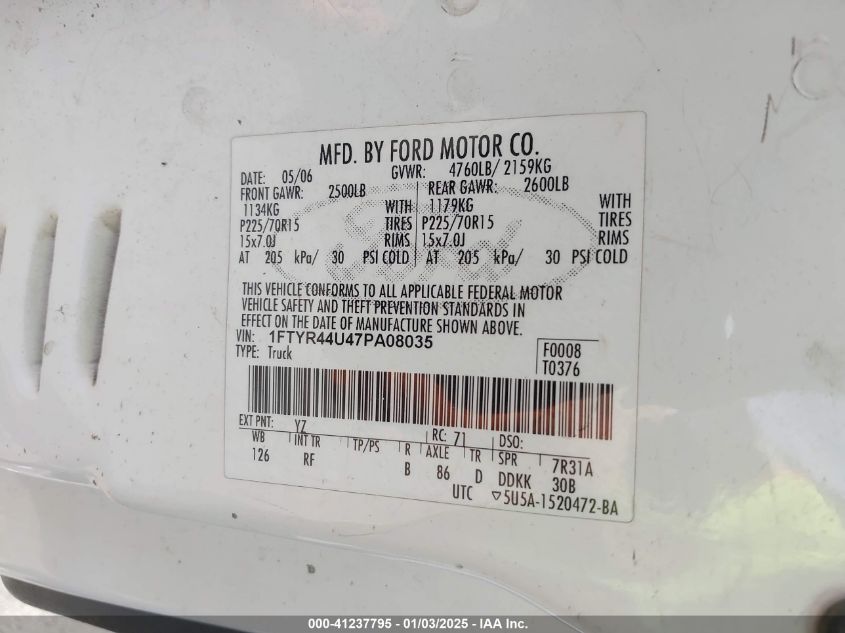 MFD. BY FORD MOTOR CO.
DATE: 05/06 GVWR: 4760LB/ 2159KG
FRONT GAWR: 2500LB REAR GAWR: 2600LB
1134KG WITH 1179KG WITH
P225/70R15 TIRES P225/70R15 TIRES
15x7.0J RIMS 15x7.0J RIMS
AT 205 kPa/ 30 PSI COLD AT 205 kPa/ 30 PSI COLD
Ford
THIS VEHICLE CONFORMS TO ALL APPLICABLE FEDERAL MOTOR
VEHICLE SAFETY AND THEFT PREVENTION STANDARDS IN
EFFECT ON THE DATE OF MANUFACTURE SHOWN ABOVE.
VIN: 1FTYR44U47PA08035
TYPE: Truck
F0008
T0376
EXT PNT: YZ RC: 71 DSO:
WB INT TR TP/PS R AXLE TR SPR 7R31A
126 RF B 86 D DDKK 30B
UTC ▽5U5A-1520472-BA
000-41237795 - 01/03/2025 - IAA Inc.